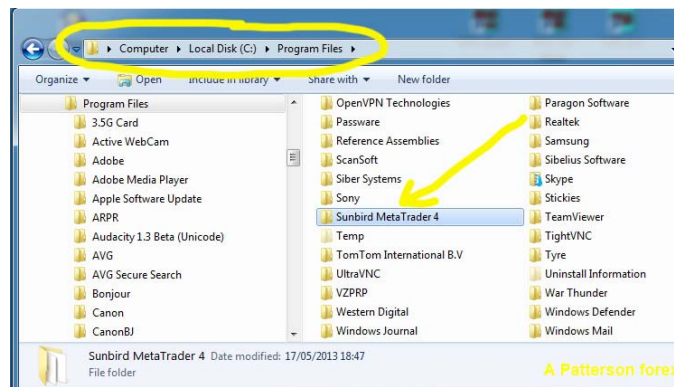 Computer ▸ Local Disk (C:) ▸ Program Files ▸
Organize Open Include in library Share with New folder
Program Files
3.5G Card
Active WebCam
Adobe
Adobe Media Player
Apple Software Update
ARPR
Audacity 1.3 Beta (Unicode)
AVG
AVG Secure Search
Bonjour
Canon
CanonBJ
OpenVPN Technologies
Passware
Reference Assemblies
ScanSoft
Siber Systems
Sony
Sunbird MetaTrader 4
Temp
TomTom International B.V
UltraVNC
VZPRP
Western Digital
Windows Journal
Paragon Software
Realtek
Samsung
Sibelius Software
Skype
Stickies
TeamViewer
TightVNC
Tyre
Uninstall Information
War Thunder
Windows Defender
Windows Mail
Sunbird MetaTrader 4 Date modified: 17/05/2013 18:47
File folder
A Patterson fore